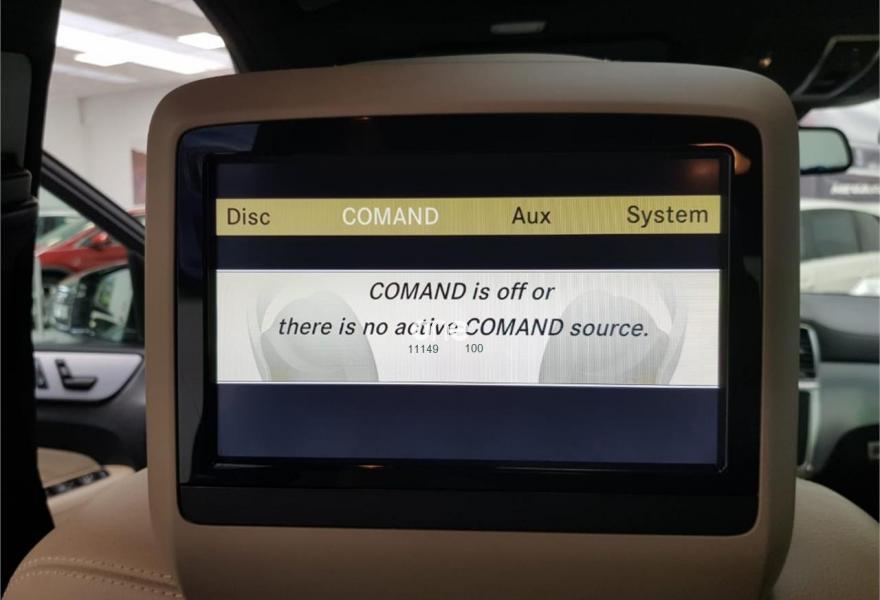 Disc COMAND Aux System
COMAND is off or
there is no active COMAND source.
11149 100